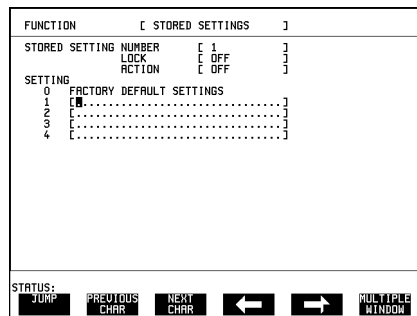 FUNCTION [ STORED SETTINGS ]
STORED SETTING NUMBER [ 1 ]
LOCK [ OFF ]
ACTION [ OFF ]
SETTING
0 FACTORY DEFAULT SETTINGS
1 [..............................]
2 [..............................]
3 [..............................]
4 [..............................]
STATUS:
JUMP PREVIOUS CHAR NEXT CHAR MULTIPLE WINDOW